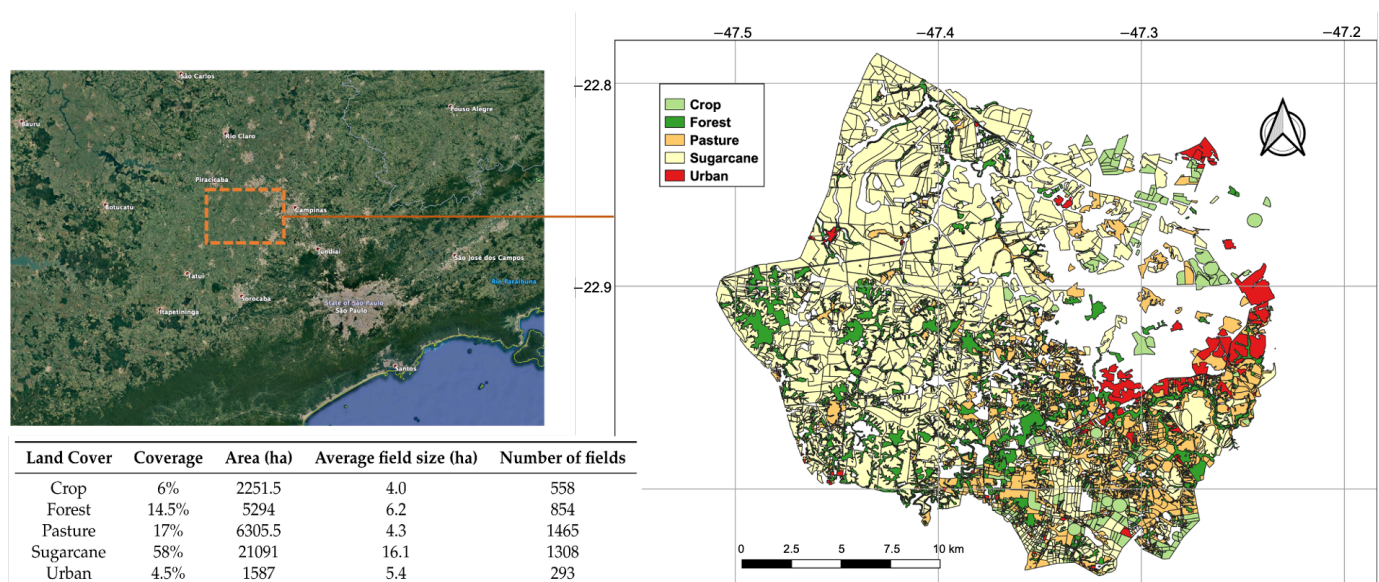 São Carlos
Pouso Alegre
Bauru
Rio Claro
Piracicaba
Botucatu
Campinas
Jundiaí
São José dos Campos
Tatuí
Rio Paraibuna
Sorocaba
State of São Paulo
São Paulo
Itapetininga
Santos
Land Cover Coverage Area (ha) Average field size (ha) Number of fields
Crop 6% 2251.5 4.0 558
Forest 14.5% 5294 6.2 854
Pasture 17% 6305.5 4.3 1465
Sugarcane 58% 21091 16.1 1308
Urban 4.5% 1587 5.4 293
−47.5 −47.4 −47.3 −47.2
−22.8
−22.9
Crop
Forest
Pasture
Sugarcane
Urban
0 2.5 5 7.5 10 km